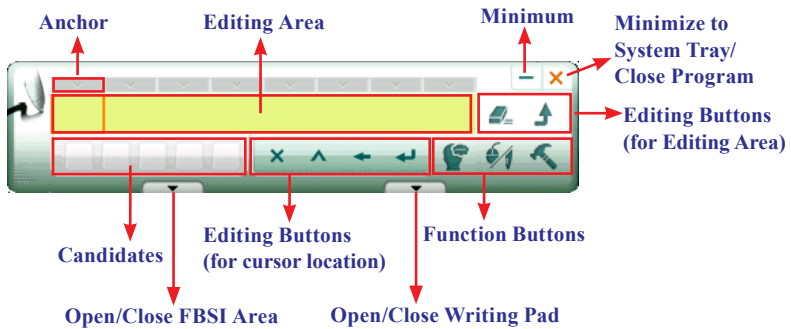 Anchor
Editing Area
Minimum
Minimize to
System Tray/
Close Program
Editing Buttons
(for Editing Area)
Candidates
Editing Buttons
(for cursor location)
Function Buttons
Open/Close FBSI Area
Open/Close Writing Pad